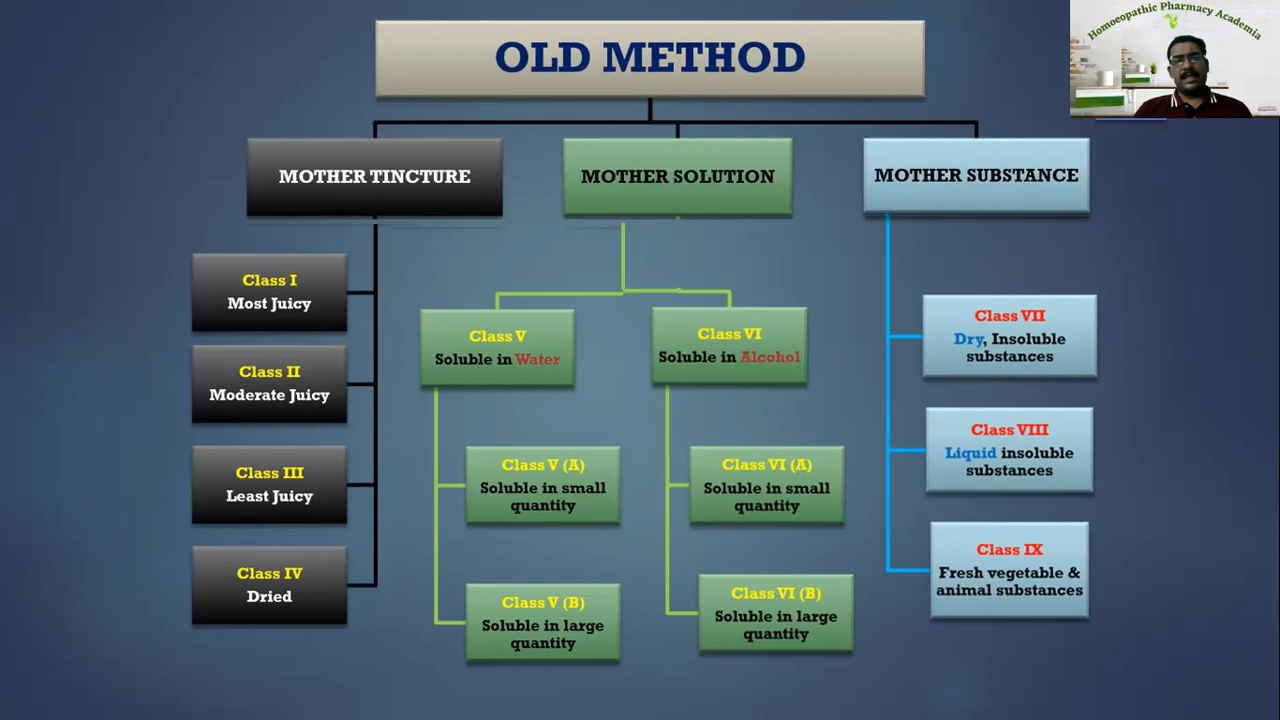 Homoeopathic Pharmacy Academia
OLD METHOD
MOTHER TINCTURE
MOTHER SOLUTION
MOTHER SUBSTANCE
Class I
Most Juicy
Class II
Moderate Juicy
Class III
Least Juicy
Class IV
Dried
Class V
Soluble in Water
Class V (A)
Soluble in small
quantity
Class V (B)
Soluble in large
quantity
Class VI
Soluble in Alcohol
Class VI (A)
Soluble in small
quantity
Class VI (B)
Soluble in large
quantity
Class VII
Dry, Insoluble
substances
Class VIII
Liquid insoluble
substances
Class IX
Fresh vegetable &
animal substances